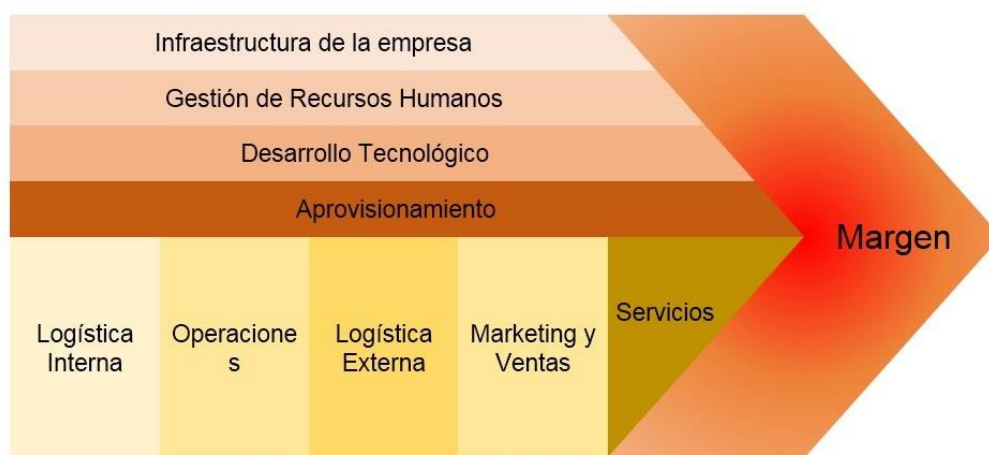 Infraestructura de la empresa
Gestión de Recursos Humanos
Desarrollo Tecnológico
Aprovisionamiento
Margen
Logística
Interna
Operacione
s
Logística
Externa
Marketing y
Ventas
Servicios